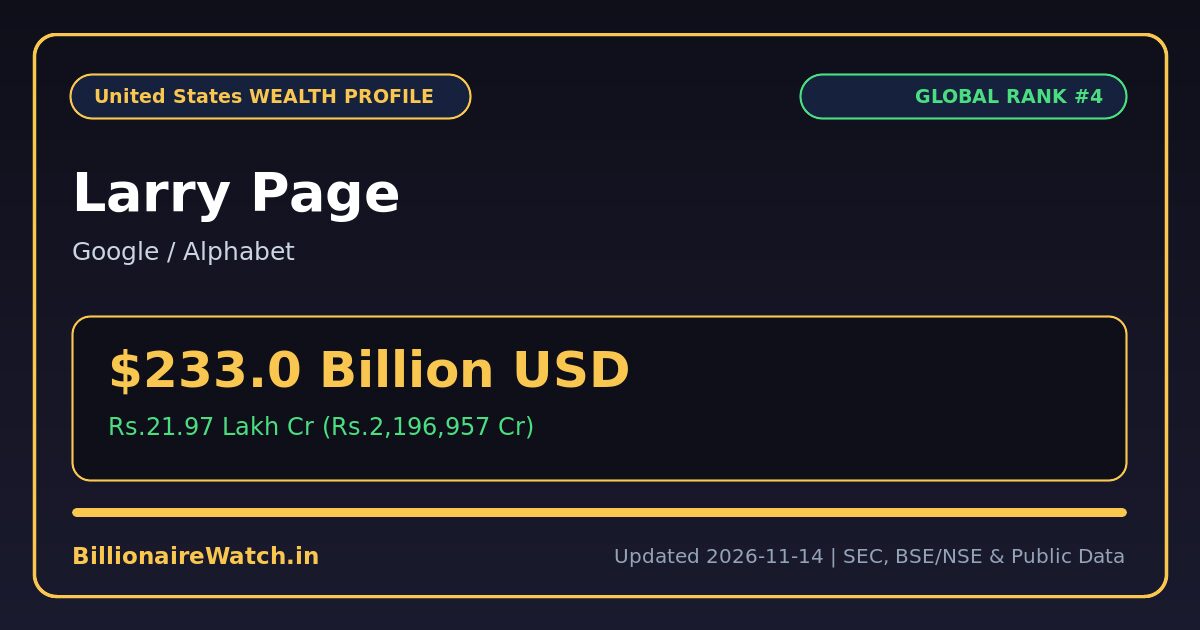 United States WEALTH PROFILE
GLOBAL RANK #4
Larry Page
Google / Alphabet
$233.0 Billion USD
Rs.21.97 Lakh Cr (Rs.2,196,957 Cr)
BillionaireWatch.in
Updated 2026-11-14 | SEC, BSE/NSE & Public Data